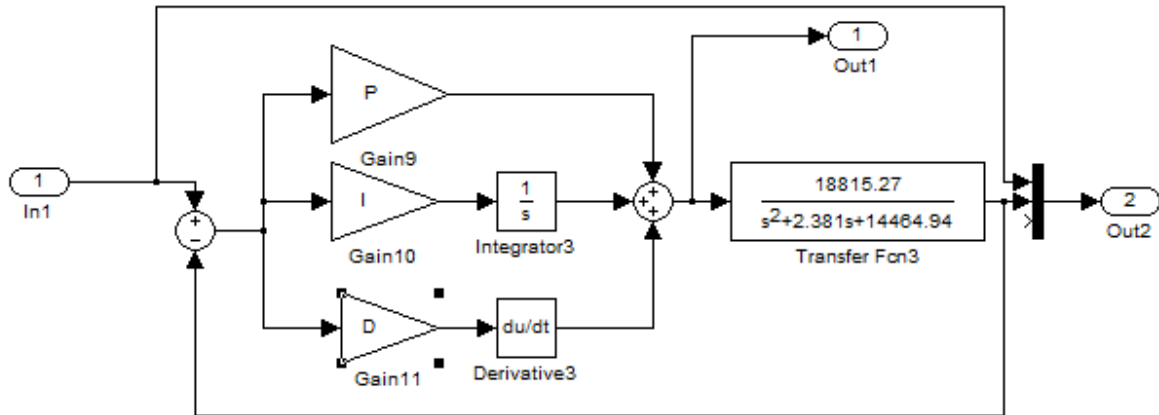 1
In1
+
−
P
Gain9
I
Gain10
1
s
Integrator3
D
Gain11
du/dt
Derivative3
+
+
+
18815.27
s2+2.381s+14464.94
Transfer Fcn3
1
Out1
2
Out2